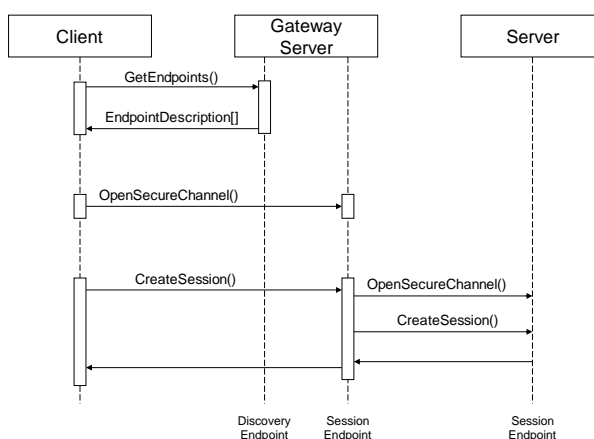 Client
Gateway
Server
Server
GetEndpoints()
EndpointDescription[]
OpenSecureChannel()
CreateSession()
OpenSecureChannel()
CreateSession()
Discovery
Endpoint
Session
Endpoint
Session
Endpoint